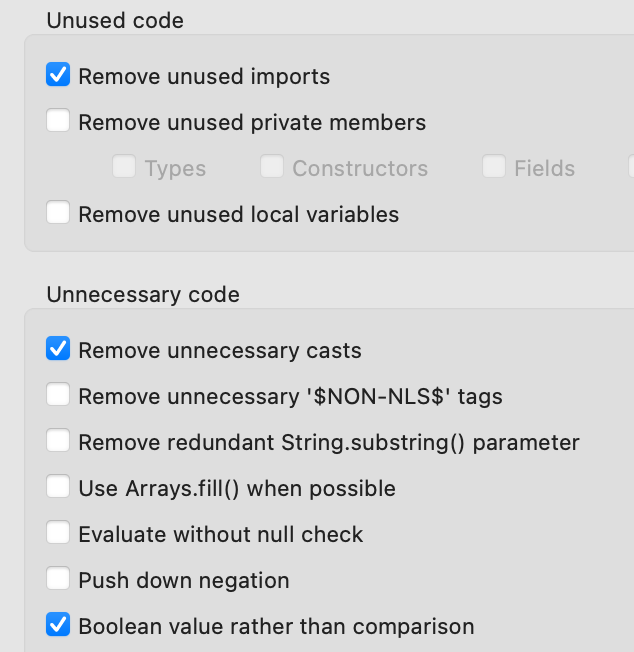 Unused code
Remove unused imports
Remove unused private members
Types Constructors Fields
Remove unused local variables
Unnecessary code
Remove unnecessary casts
Remove unnecessary '$NON-NLS$' tags
Remove redundant String.substring() parameter
Use Arrays.fill() when possible
Evaluate without null check
Push down negation
Boolean value rather than comparison